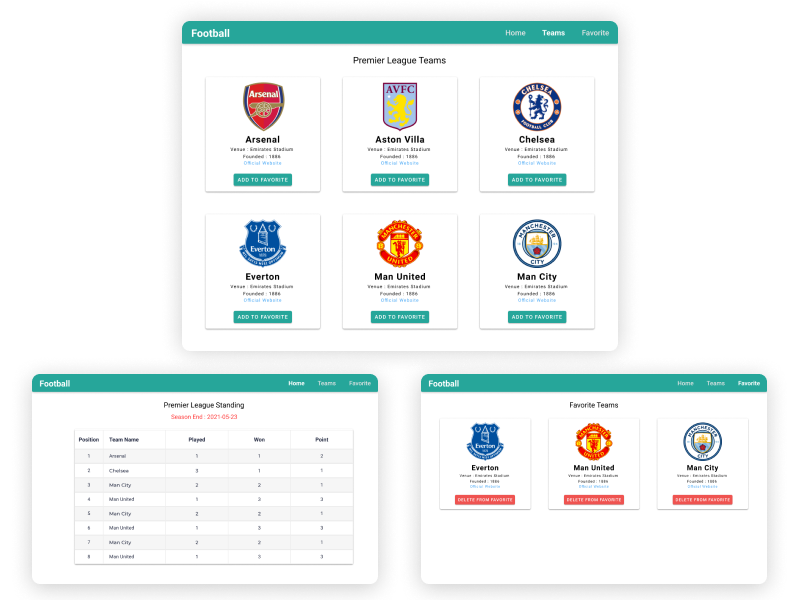 Football
Home Teams Favorite
Premier League Teams
Arsenal
AVFC
CHELSEA
FOOTBALL CLUB
Arsenal
Aston Villa
Chelsea
Venue : Emirates Stadium
Venue : Emirates Stadium
Venue : Emirates Stadium
Founded : 1886
Founded : 1886
Founded : 1886
Official Website
Official Website
Official Website
ADD TO FAVORITE
ADD TO FAVORITE
ADD TO FAVORITE
Everton
MANCHESTER
UNITED
MANCHESTER
CITY
Everton
Man United
Man City
Venue : Emirates Stadium
Venue : Emirates Stadium
Venue : Emirates Stadium
Founded : 1886
Founded : 1886
Founded : 1886
Official Website
Official Website
Official Website
ADD TO FAVORITE
ADD TO FAVORITE
ADD TO FAVORITE
Football
Home Teams Favorite
Premier League Standing
Season End : 2021-05-23
Position Team Name Played Won Point
1 Arsenal 1 1 2
2 Chelsea 3 1 1
3 Man City 2 2 1
4 Man United 1 3 3
5 Man City 2 2 1
6 Man United 1 3 3
7 Man City 2 2 1
8 Man United 1 3 3
Football
Home Teams Favorite
Favorite Teams
Everton
MANCHESTER
UNITED
MANCHESTER
CITY
Everton
Man United
Man City
Venue : Emirates Stadium
Venue : Emirates Stadium
Venue : Emirates Stadium
Founded : 1886
Founded : 1886
Founded : 1886
Official Website
Official Website
Official Website
DELETE FROM FAVORITE
DELETE FROM FAVORITE
DELETE FROM FAVORITE